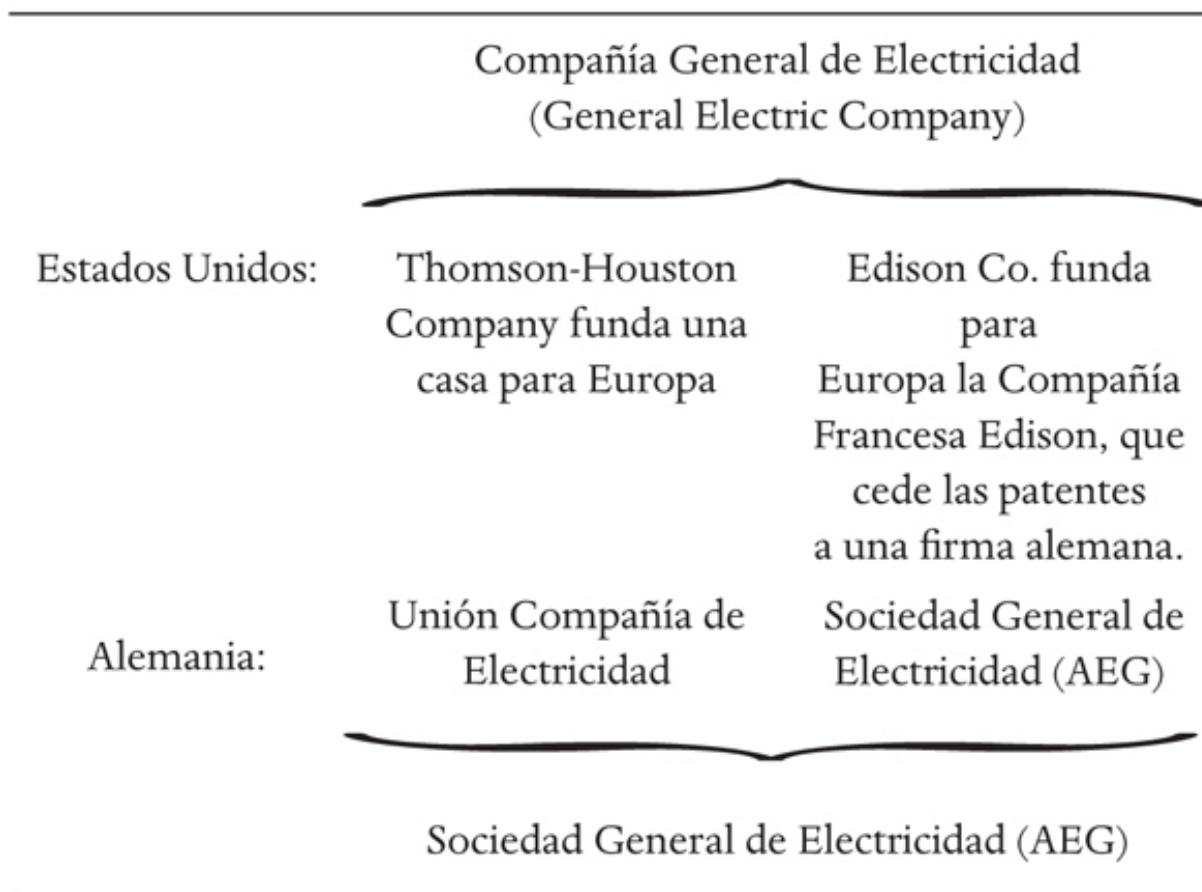 Compañía General de Electricidad
(General Electric Company)
Estados Unidos:
Thomson-Houston
Company funda una
casa para Europa
Edison Co. funda
para
Europa la Compañía
Francesa Edison, que
cede las patentes
a una firma alemana.
Alemania:
Unión Compañía de
Electricidad
Sociedad General de
Electricidad (AEG)
Sociedad General de Electricidad (AEG)